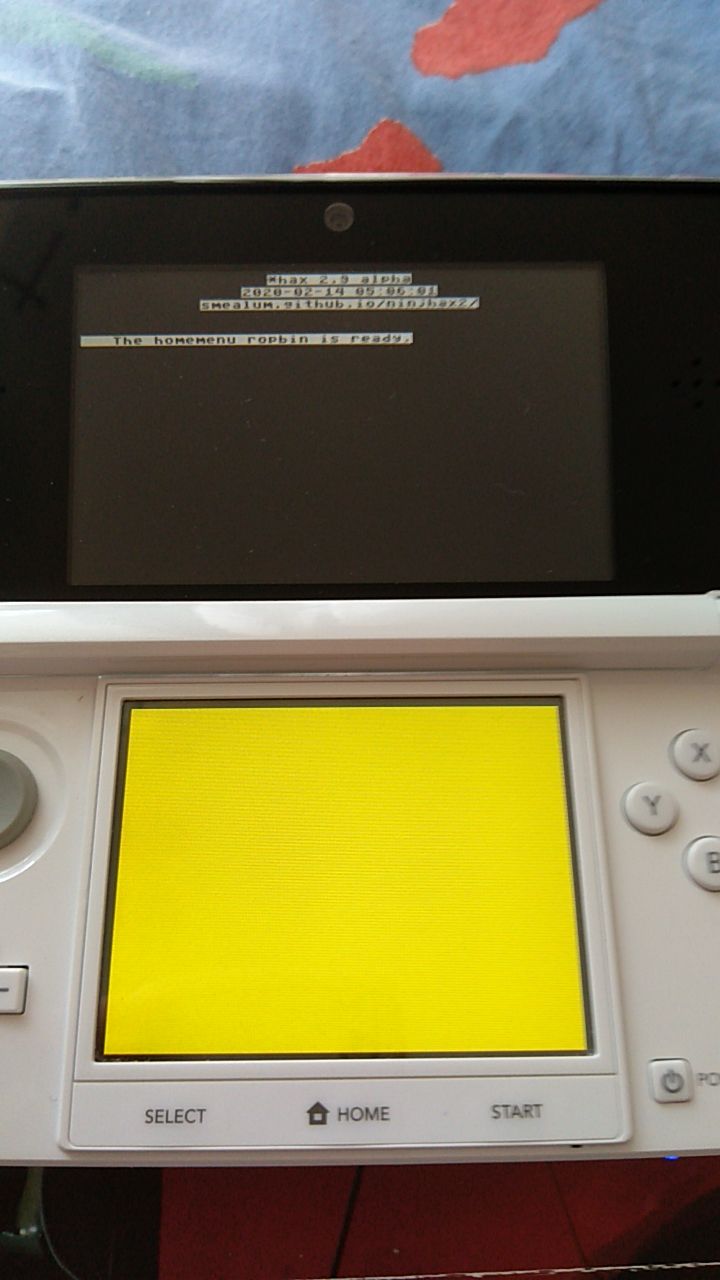 *hax 2.9 alpha
2020-02-14 05:06:01
smealum.github.io/ninjhax2/
The homemenu ropbin is ready.
X
Y
B
SELECT
HOME
START